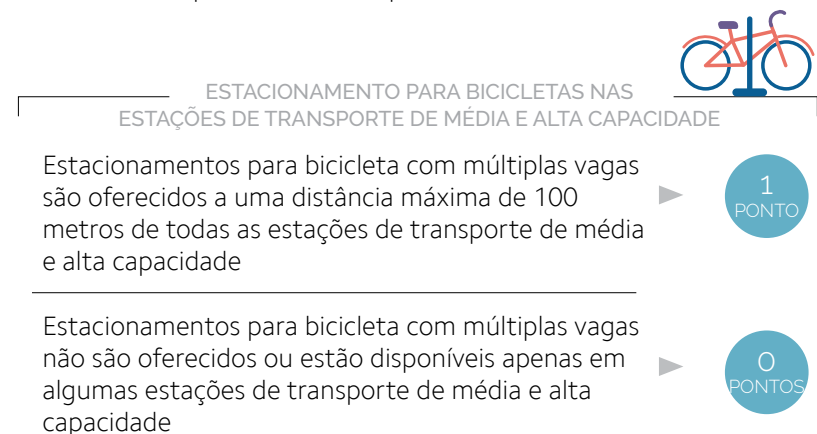 ESTACIONAMENTO PARA BICICLETAS NAS
ESTAÇÕES DE TRANSPORTE DE MÉDIA E ALTA CAPACIDADE
Estacionamentos para bicicleta com múltiplas vagas
são oferecidos a uma distância máxima de 100
metros de todas as estações de transporte de média
e alta capacidade
1
PONTO
Estacionamentos para bicicleta com múltiplas vagas
não são oferecidos ou estão disponíveis apenas em
algumas estações de transporte de média e alta
capacidade
0
PONTOS